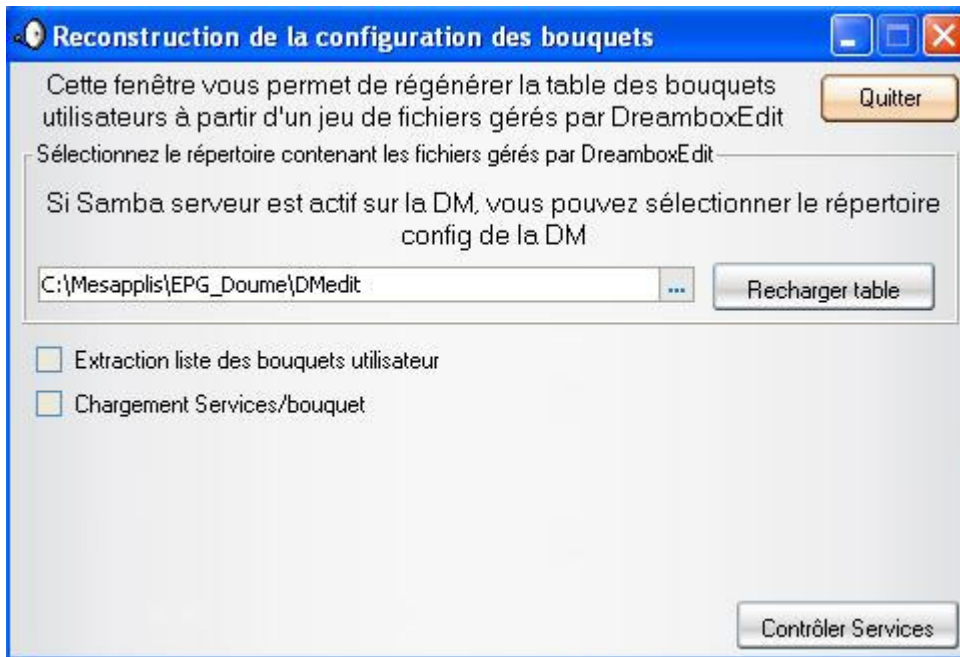 Reconstruction de la configuration des bouquets
Cette fenêtre vous permet de régénérer la table des bouquets
utilisateurs à partir d'un jeu de fichiers gérés par DreamboxEdit
Quitter
Sélectionnez le répertoire contenant les fichiers gérés par DreamboxEdit
Si Samba serveur est actif sur la DM, vous pouvez sélectionner le répertoire
config de la DM
C:\Mesapplis\EPG_Doume\DMedit
...
Recharger table
Extraction liste des bouquets utilisateur
Chargement Services/bouquet
Contrôler Services